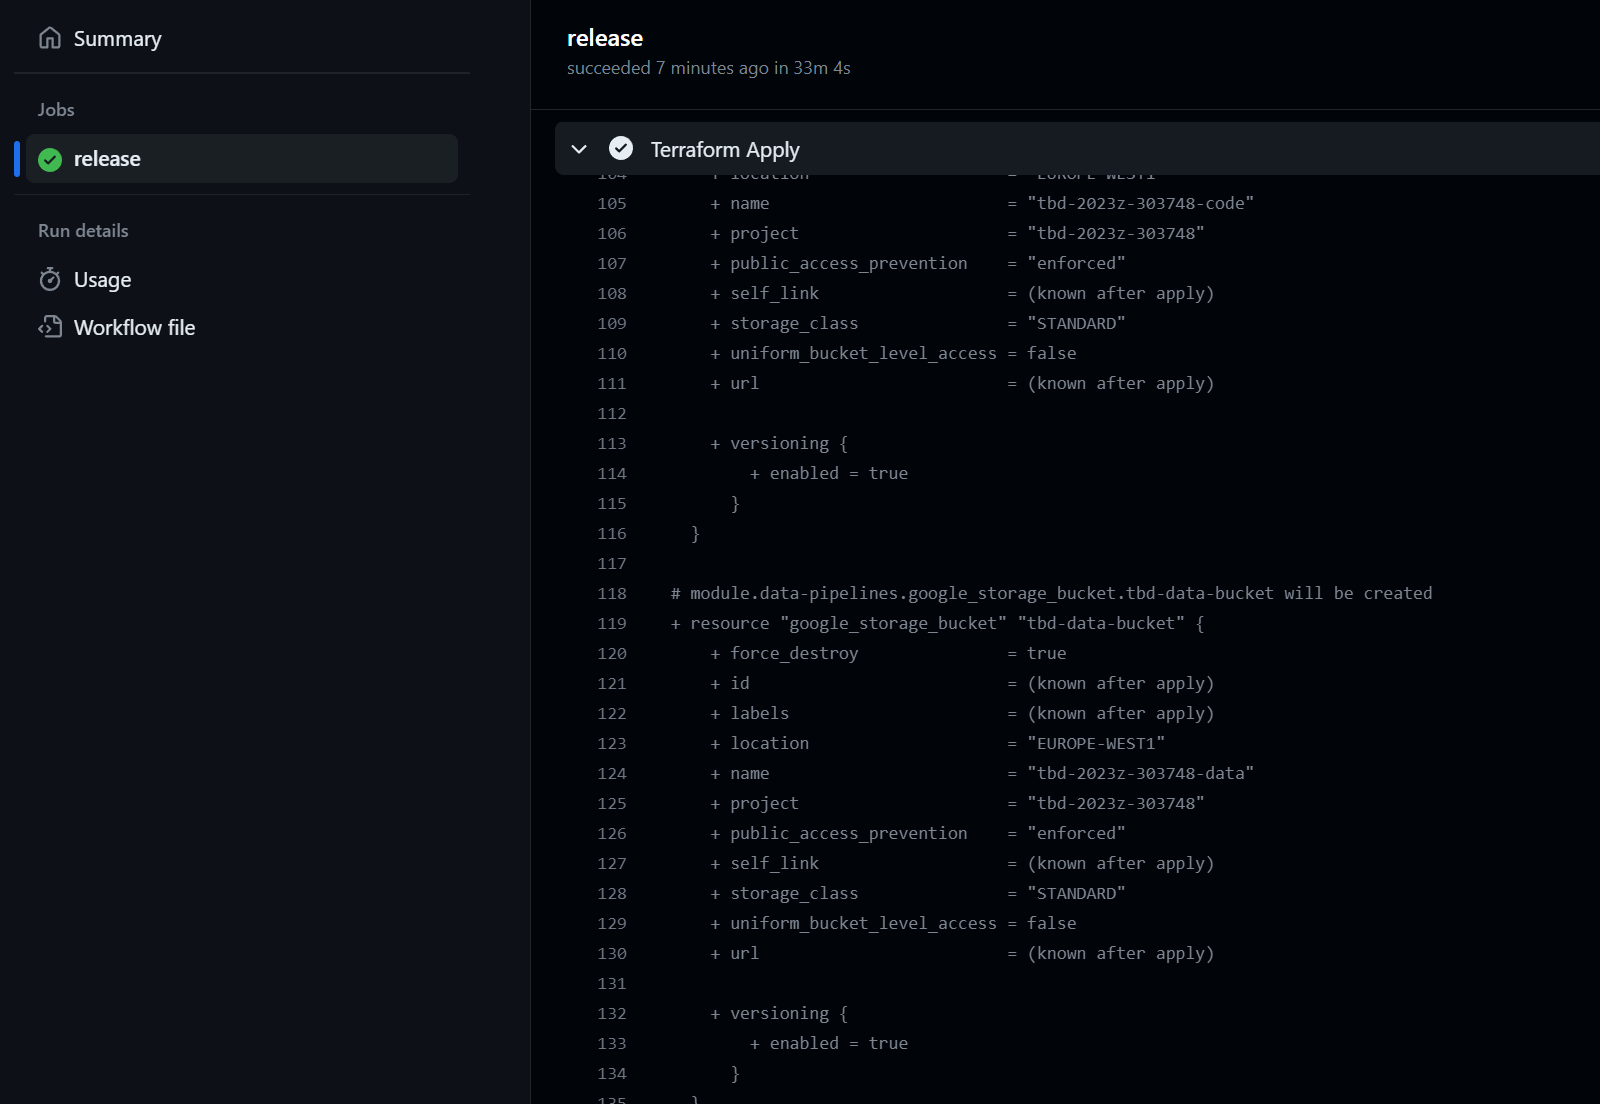 Summary
Jobs
release
Run details
Usage
Workflow file
release
succeeded 7 minutes ago in 33m 4s
Terraform Apply
104 + location = "EUROPE-WEST1"
105 + name = "tbd-2023z-303748-code"
106 + project = "tbd-2023z-303748"
107 + public_access_prevention = "enforced"
108 + self_link = (known after apply)
109 + storage_class = "STANDARD"
110 + uniform_bucket_level_access = false
111 + url = (known after apply)
112
113 + versioning {
114 + enabled = true
115 }
116 }
117
118 # module.data-pipelines.google_storage_bucket.tbd-data-bucket will be created
119 + resource "google_storage_bucket" "tbd-data-bucket" {
120 + force_destroy = true
121 + id = (known after apply)
122 + labels = (known after apply)
123 + location = "EUROPE-WEST1"
124 + name = "tbd-2023z-303748-data"
125 + project = "tbd-2023z-303748"
126 + public_access_prevention = "enforced"
127 + self_link = (known after apply)
128 + storage_class = "STANDARD"
129 + uniform_bucket_level_access = false
130 + url = (known after apply)
131
132 + versioning {
133 + enabled = true
134 }
135 }